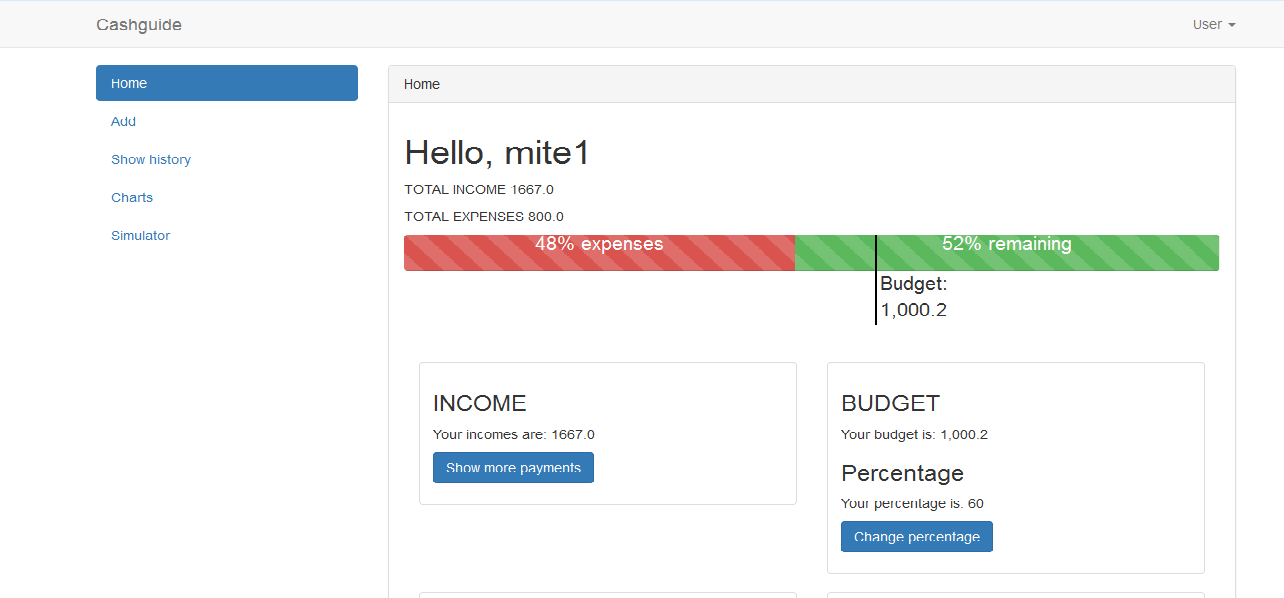 Cashguide
User
Home
Add
Show history
Charts
Simulator
Home
Hello, mite1
TOTAL INCOME 1667.0
TOTAL EXPENSES 800.0
48% expenses
52% remaining
Budget:
1,000.2
INCOME
Your incomes are: 1667.0
Show more payments
BUDGET
Your budget is: 1,000.2
Percentage
Your percentage is. 60
Change percentage